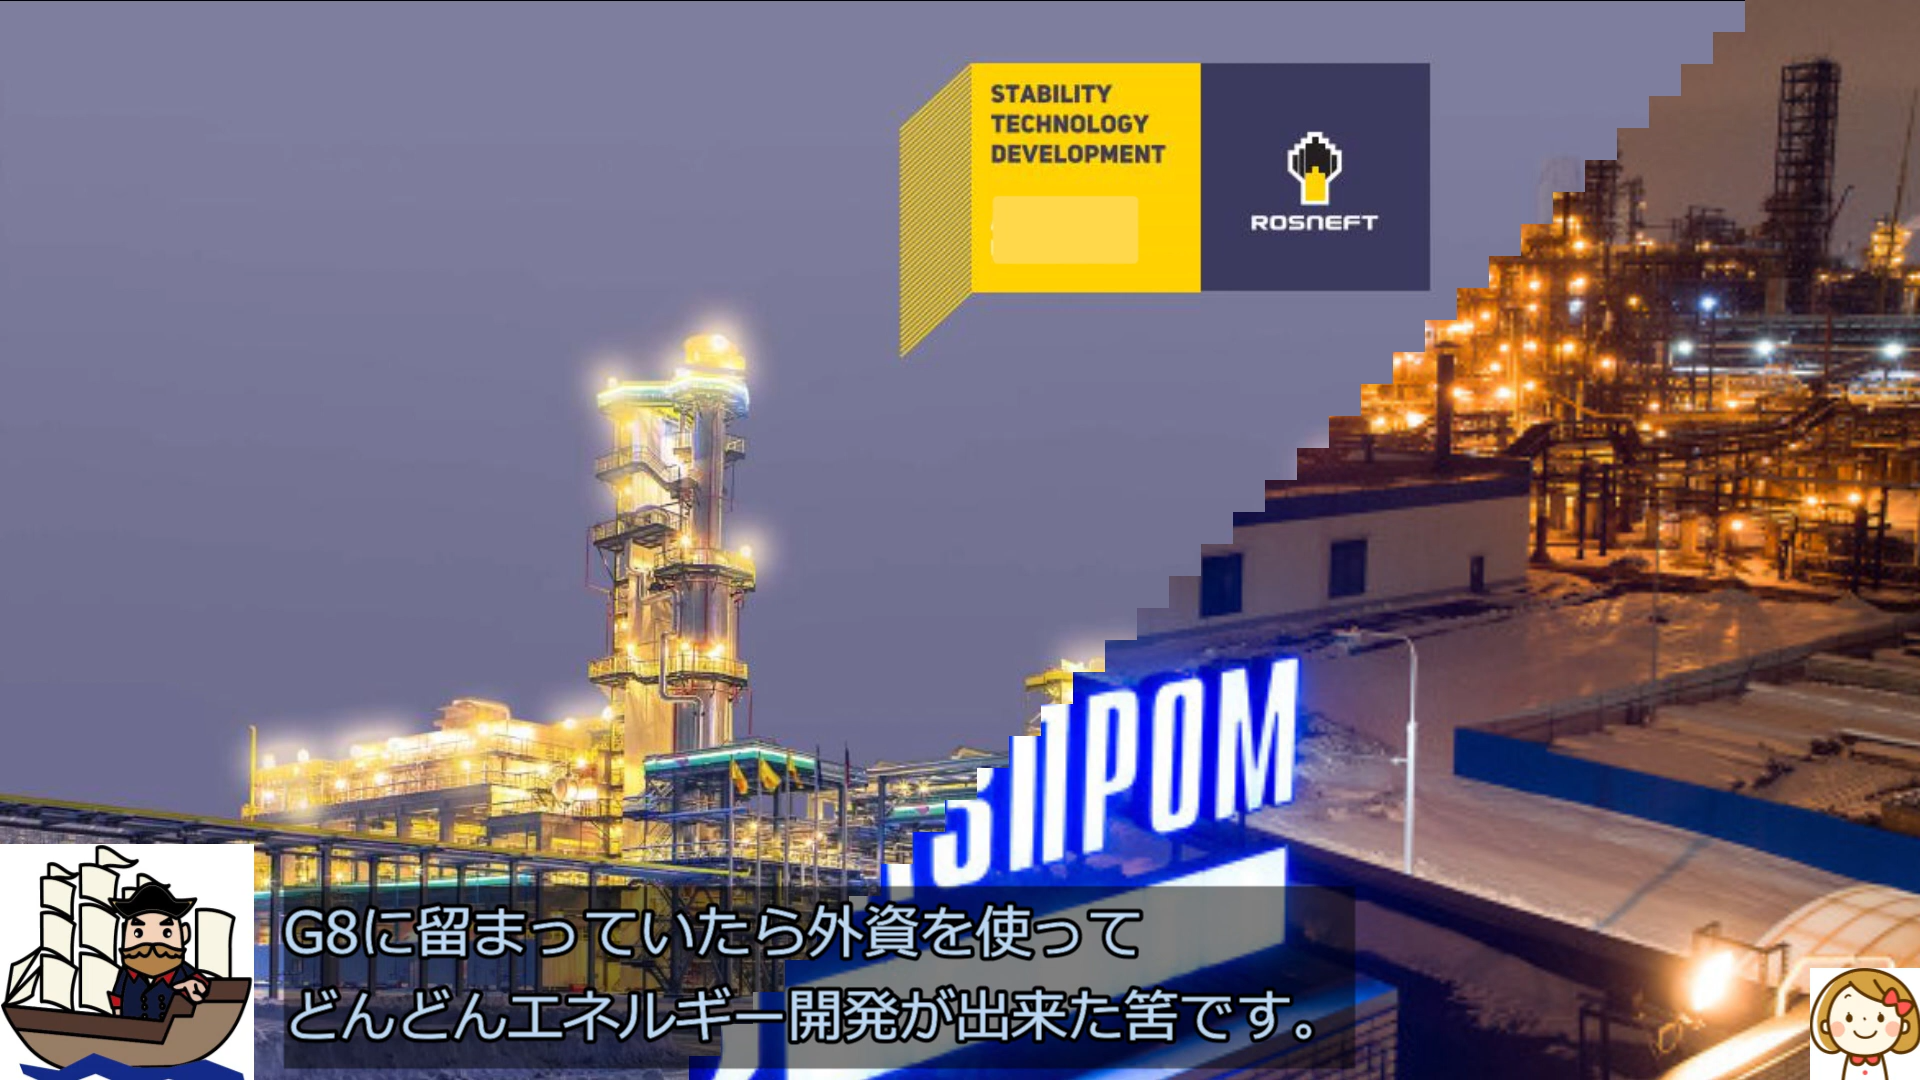 STABILITY
TECHNOLOGY
DEVELOPMENT
ROSNEFT
ПРОМ
G8に留まっていたら外資を使って
どんどんエネルギー開発が出来た筈です。